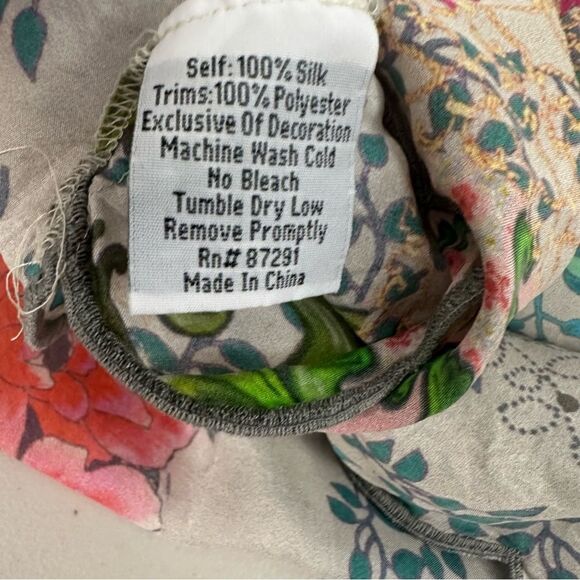 Self: 100% Silk
Trims: 100% Polyester
Exclusive Of Decoration
Machine Wash Cold
No Bleach
Tumble Dry Low
Remove Promptly
Rn# 87291
Made In China